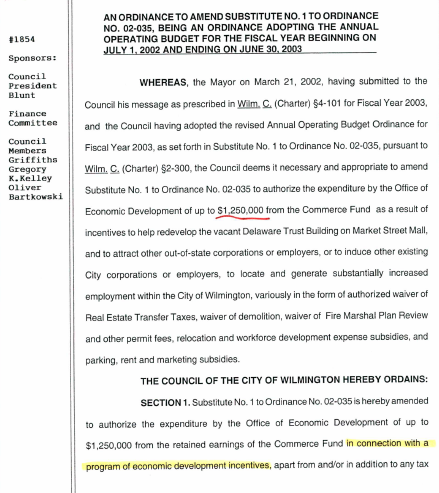 AN ORDINANCE TO AMEND SUBSTITUTE NO. 1 TO ORDINANCE
NO. 02-035, BEING AN ORDINANCE ADOPTING THE ANNUAL
OPERATING BUDGET FOR THE FISCAL YEAR BEGINNING ON
JULY 1, 2002 AND ENDING ON JUNE 30, 2003
#1854
Sponsors:
Council
President
Blunt
Finance
Committee
Council
Members
Griffiths
Gregory
K.Kelley
Oliver
Bartkowski
WHEREAS, the Mayor on March 21, 2002, having submitted to the
Council his message as prescribed in Wilm. C. (Charter) §4-101 for Fiscal Year 2003,
and the Council having adopted the revised Annual Operating Budget Ordinance for
Fiscal Year 2003, as set forth in Substitute No. 1 to Ordinance No. 02-035, pursuant to
Wilm. C. (Charter) §2-300, the Council deems it necessary and appropriate to amend
Substitute No. 1 to Ordinance No. 02-035 to authorize the expenditure by the Office of
Economic Development of up to $1,250,000 from the Commerce Fund as a result of
incentives to help redevelop the vacant Delaware Trust Building on Market Street Mall,
and to attract other out-of-state corporations or employers, or to induce other existing
City corporations or employers, to locate and generate substantially increased
employment within the City of Wilmington, variously in the form of authorized waiver of
Real Estate Transfer Taxes, waiver of demolition, waiver of Fire Marshal Plan Review
and other permit fees, relocation and workforce development expense subsidies, and
parking, rent and marketing subsidies.
THE COUNCIL OF THE CITY OF WILMINGTON HEREBY ORDAINS:
SECTION 1. Substitute No. 1 to Ordinance No. 02-035 is hereby amended
to authorize the expenditure by the Office of Economic Development of up to
$1,250,000 from the retained earnings of the Commerce Fund in connection with a
program of economic development incentives, apart from and/or in addition to any tax